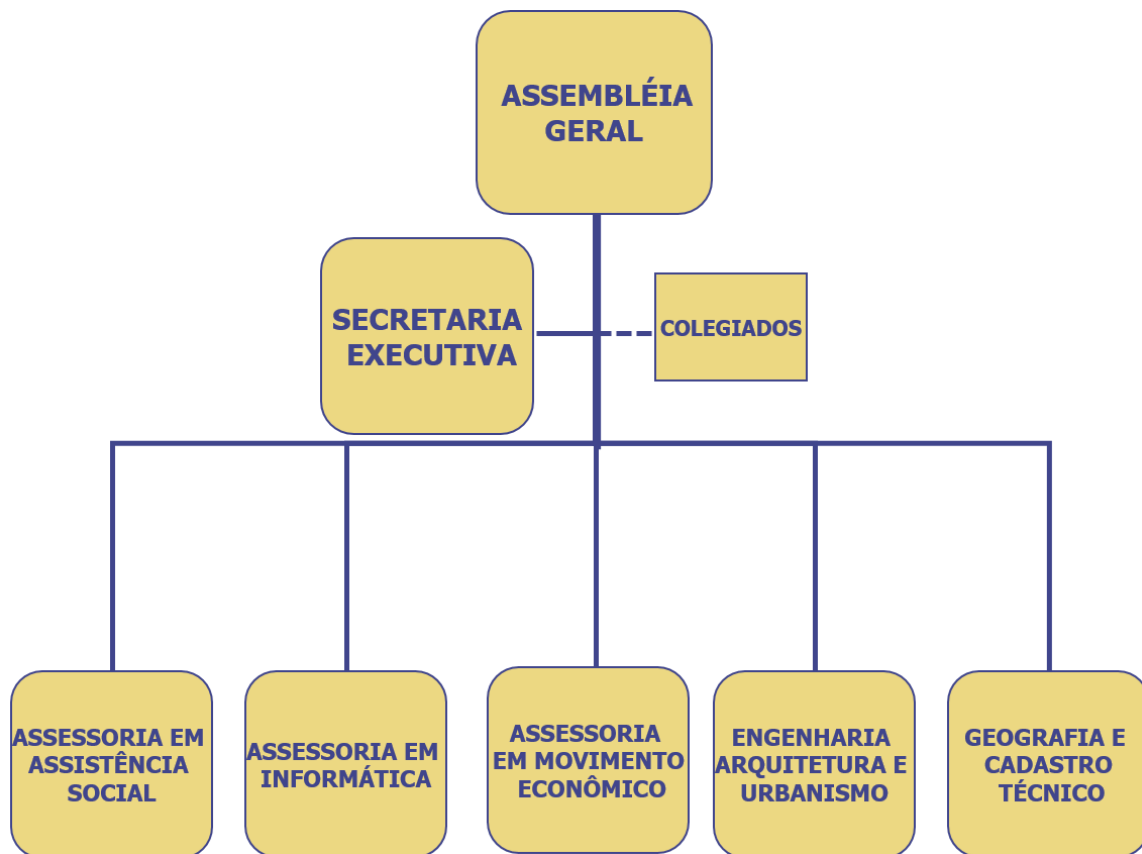 ASSEMBLÉIA
GERAL
SECRETARIA
EXECUTIVA
COLEGIADOS
ASSESSORIA EM
ASSISTÊNCIA
SOCIAL
ASSESSORIA EM
INFORMÁTICA
ASSESSORIA
EM MOVIMENTO
ECONÔMICO
ENGENHARIA
ARQUITETURA E
URBANISMO
GEOGRAFIA E
CADASTRO
TÉCNICO